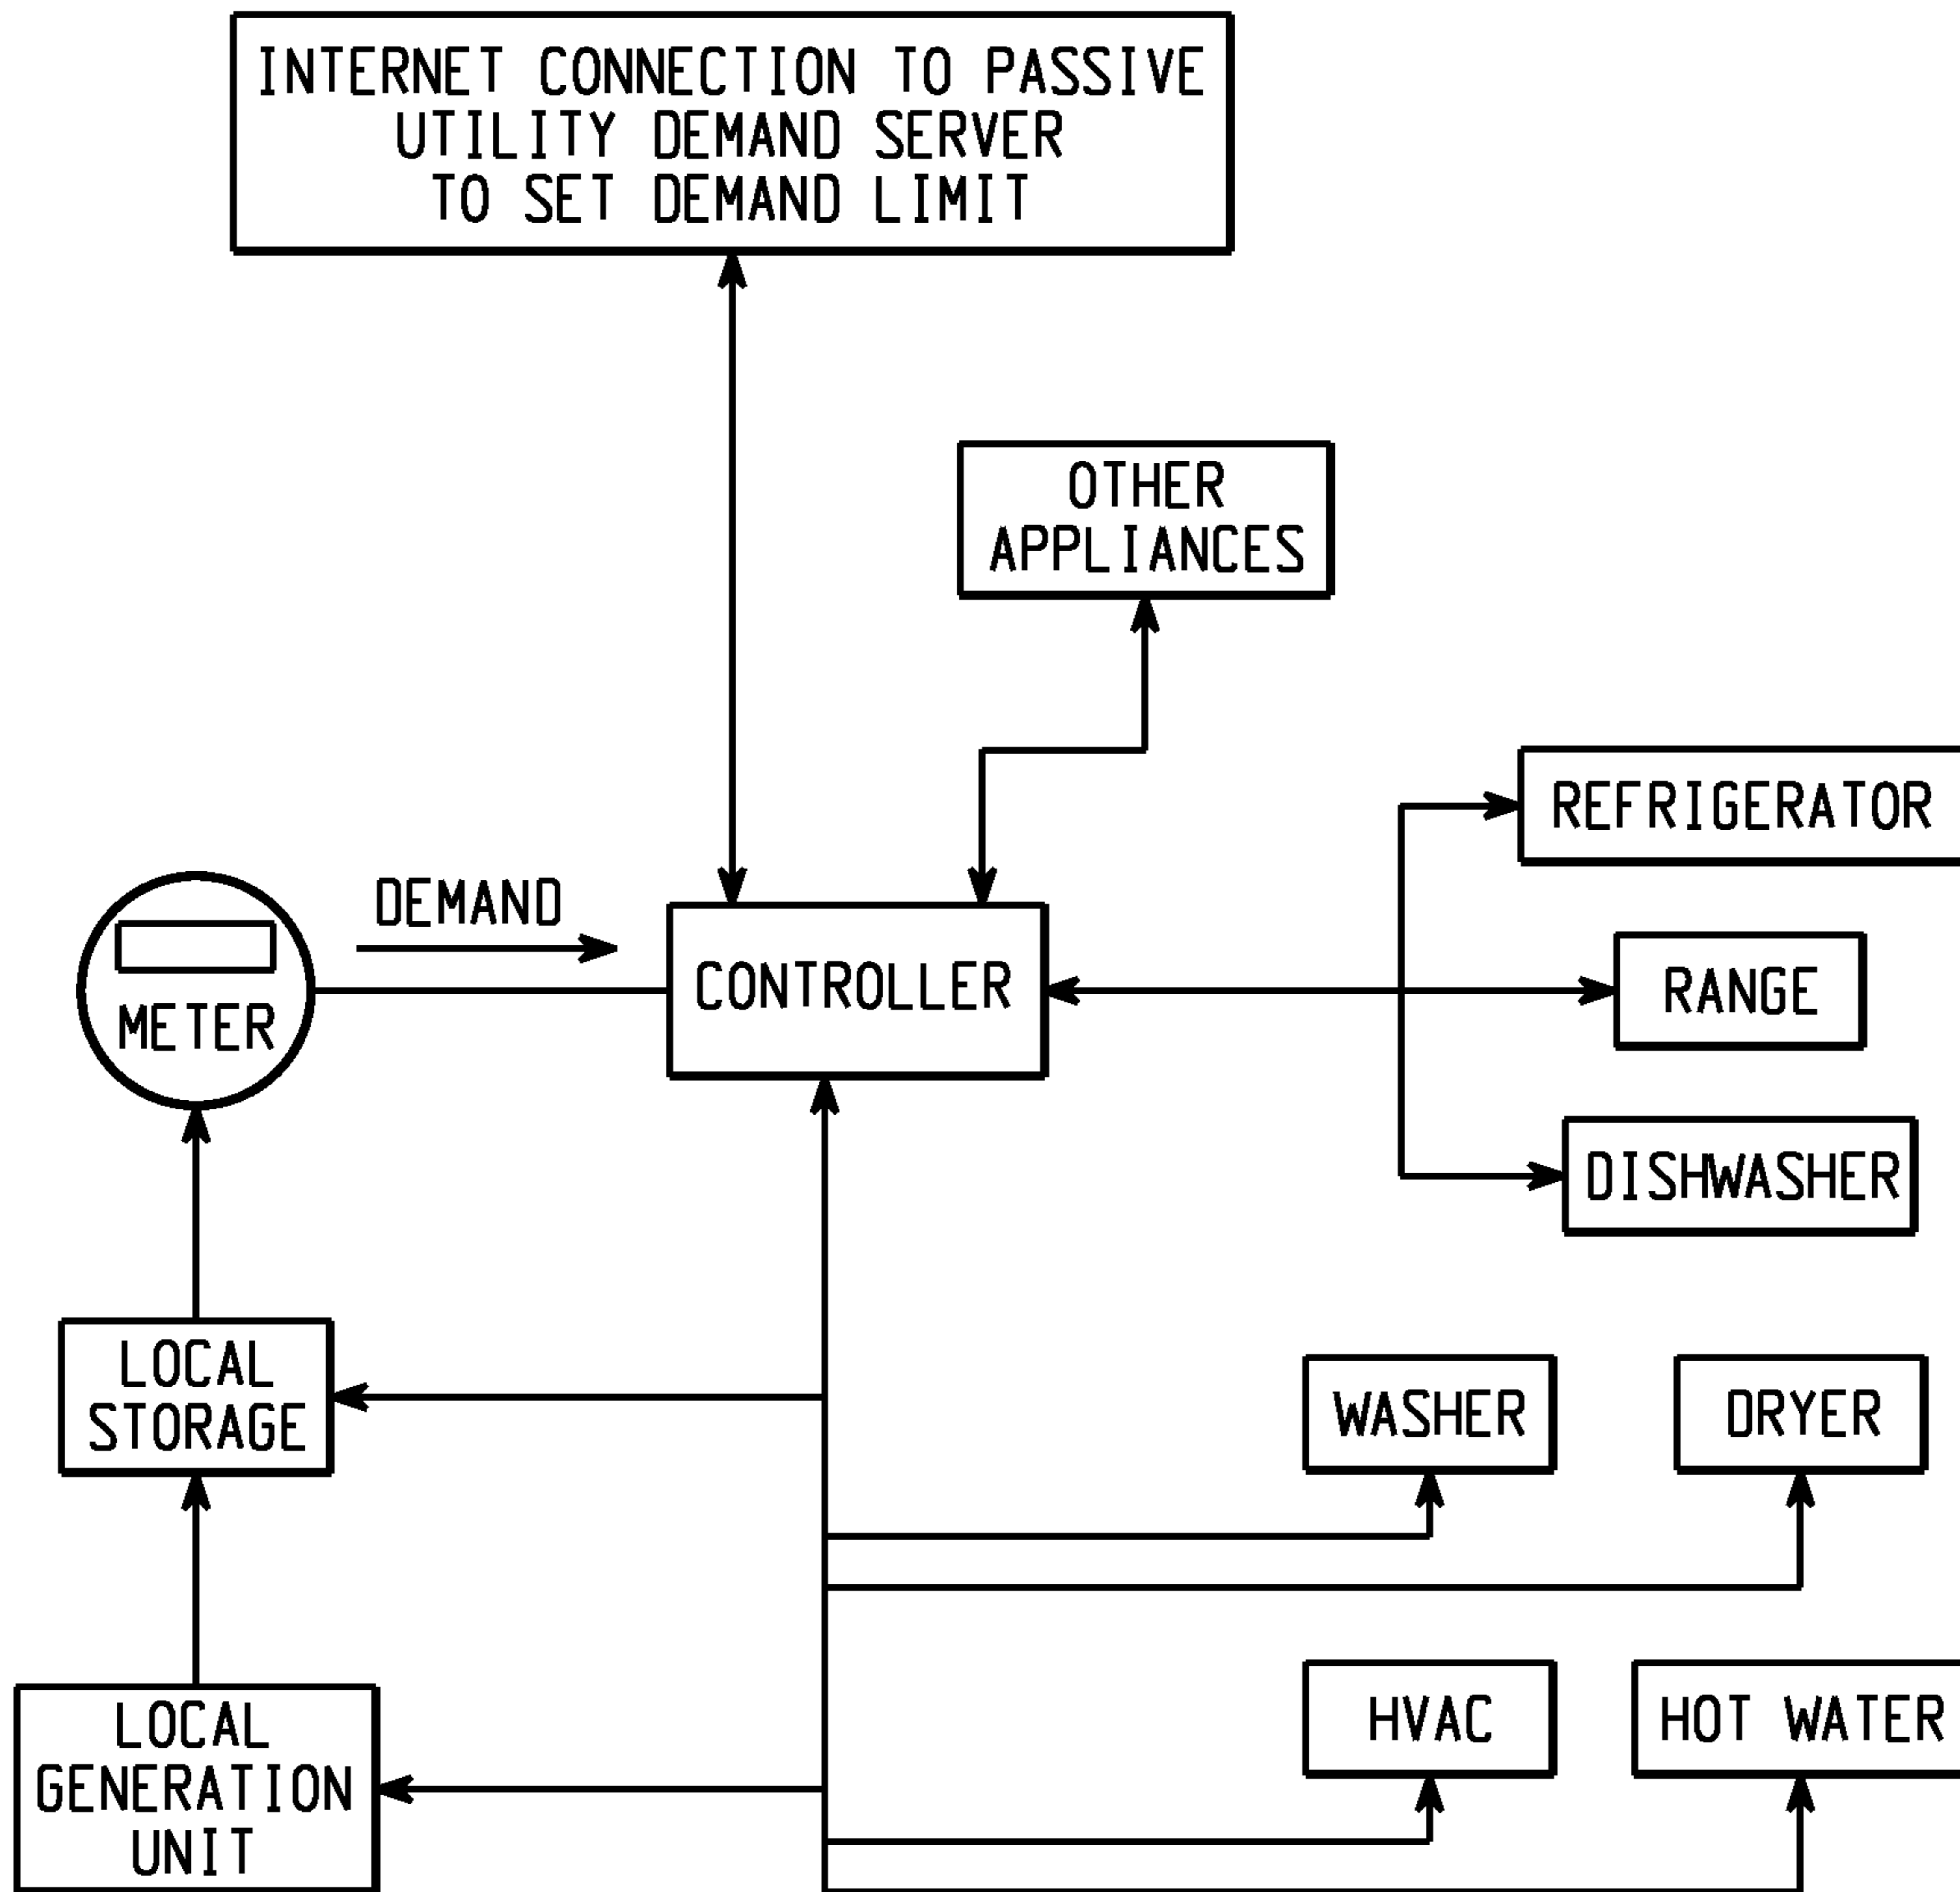 INTERNET CONNECTION TO PASSIVE
UTILITY DEMAND SERVER
TO SET DEMAND LIMIT
OTHER
APPLIANCES
REFRIGERATOR
DEMAND
CONTROLLER
RANGE
METER
DISHWASHER
LOCAL
STORAGE
WASHER
DRYER
LOCAL
GENERATION
UNIT
HVAC
HOT WATER